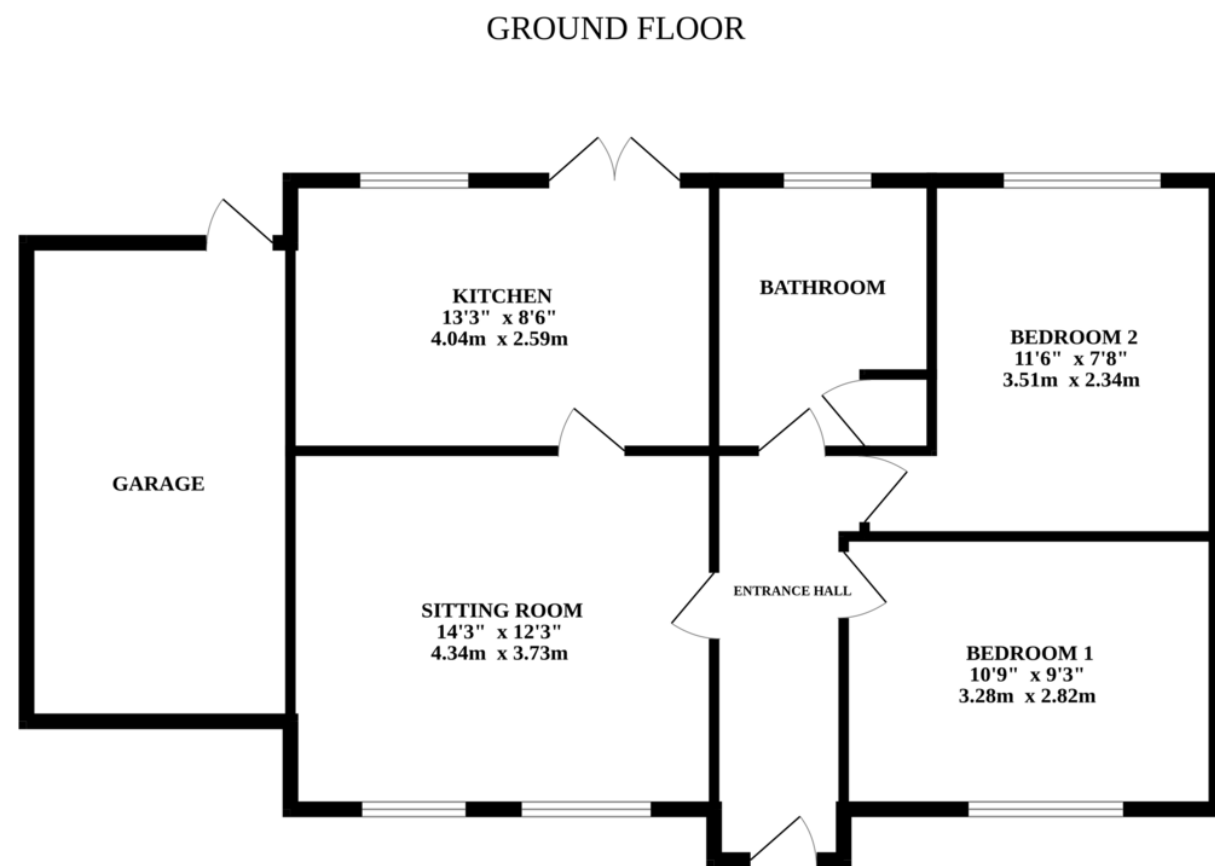 GROUND FLOOR
KITCHEN
13'3" x 8'6"
4.04m x 2.59m
BATHROOM
BEDROOM 2
11'6" x 7'8"
3.51m x 2.34m
GARAGE
SITTING ROOM
14'3" x 12'3"
4.34m x 3.73m
ENTRANCE HALL
BEDROOM 1
10'9" x 9'3"
3.28m x 2.82m